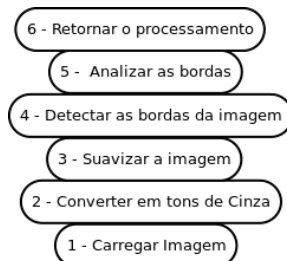 6 - Retornar o processamento
5 -  Analizar as bordas
4 - Detectar as bordas da imagem
3 - Suavizar a imagem
2 - Converter em tons de Cinza
1 - Carregar Imagem